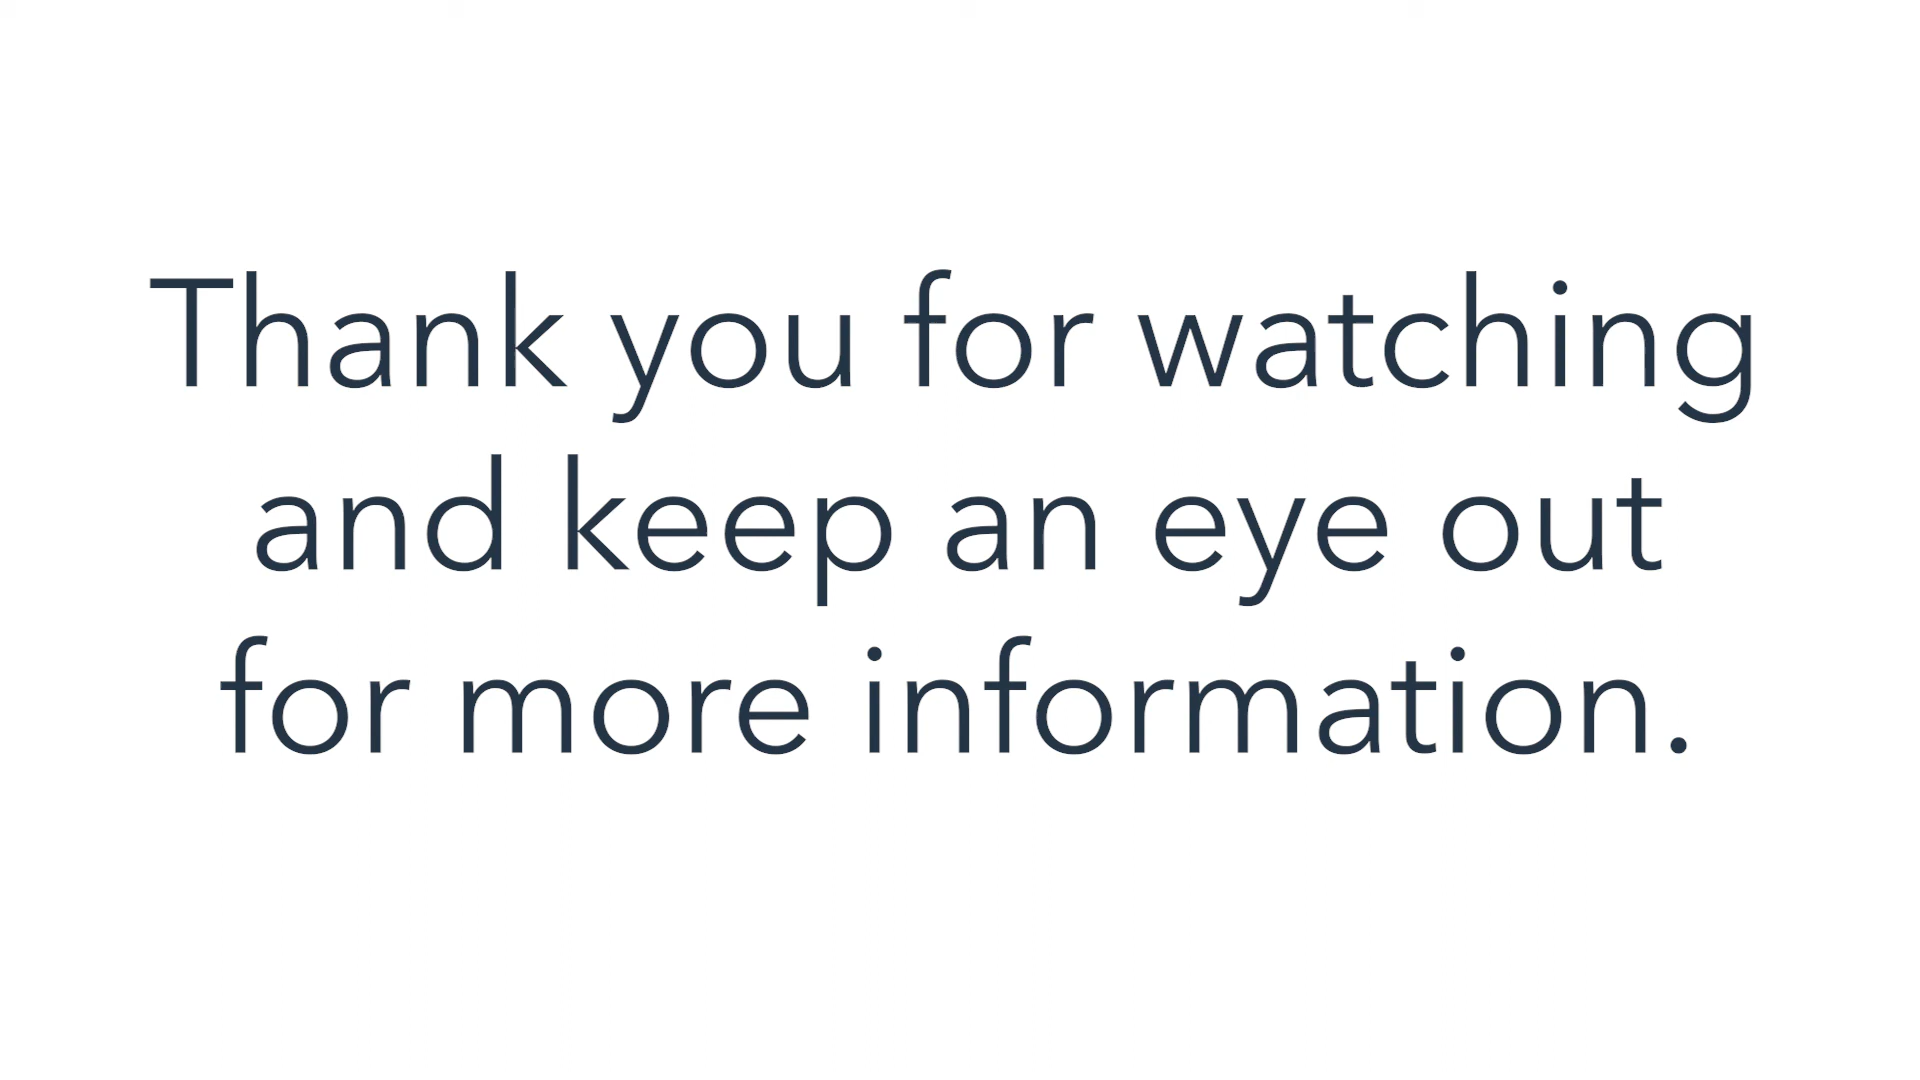 Thank you for watching
and keep an eye out
for more information.